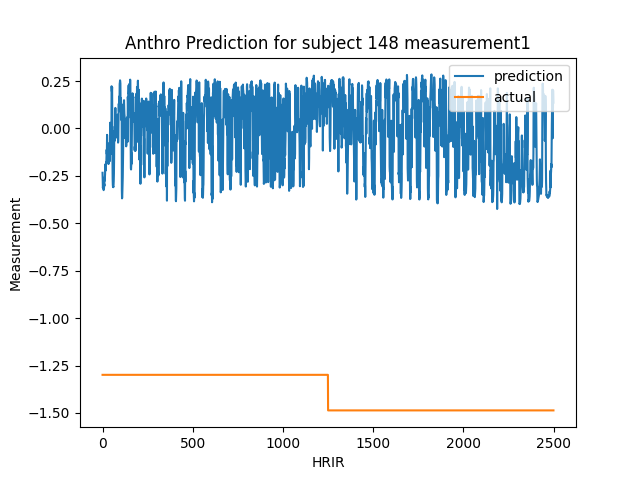 Anthro Prediction for subject 148 measurement1
prediction
actual
0.25
0.00
−0.25
−0.50
−0.75
−1.00
−1.25
−1.50
Measurement
0
500
1000
1500
2000
2500
HRIR